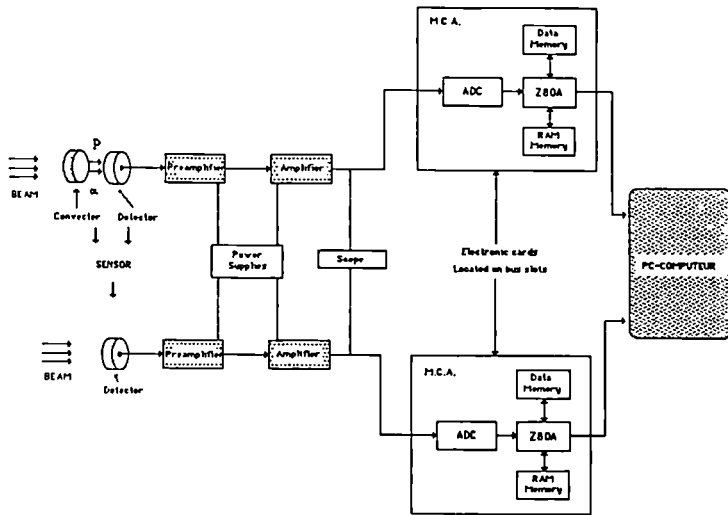 M.C.A.
Data
Memory
ADC
Z80A
RAM
Memory
P
α
BEAM
Convector
Detector
SENSOR
Preamplifier
Amplifier
Power
Supplies
Scope
Electronic cards
Located on bus slots
PC-COMPUTEUR
BEAM
Detector
Preamplifier
Amplifier
M.C.A.
Data
Memory
ADC
Z80A
RAM
Memory